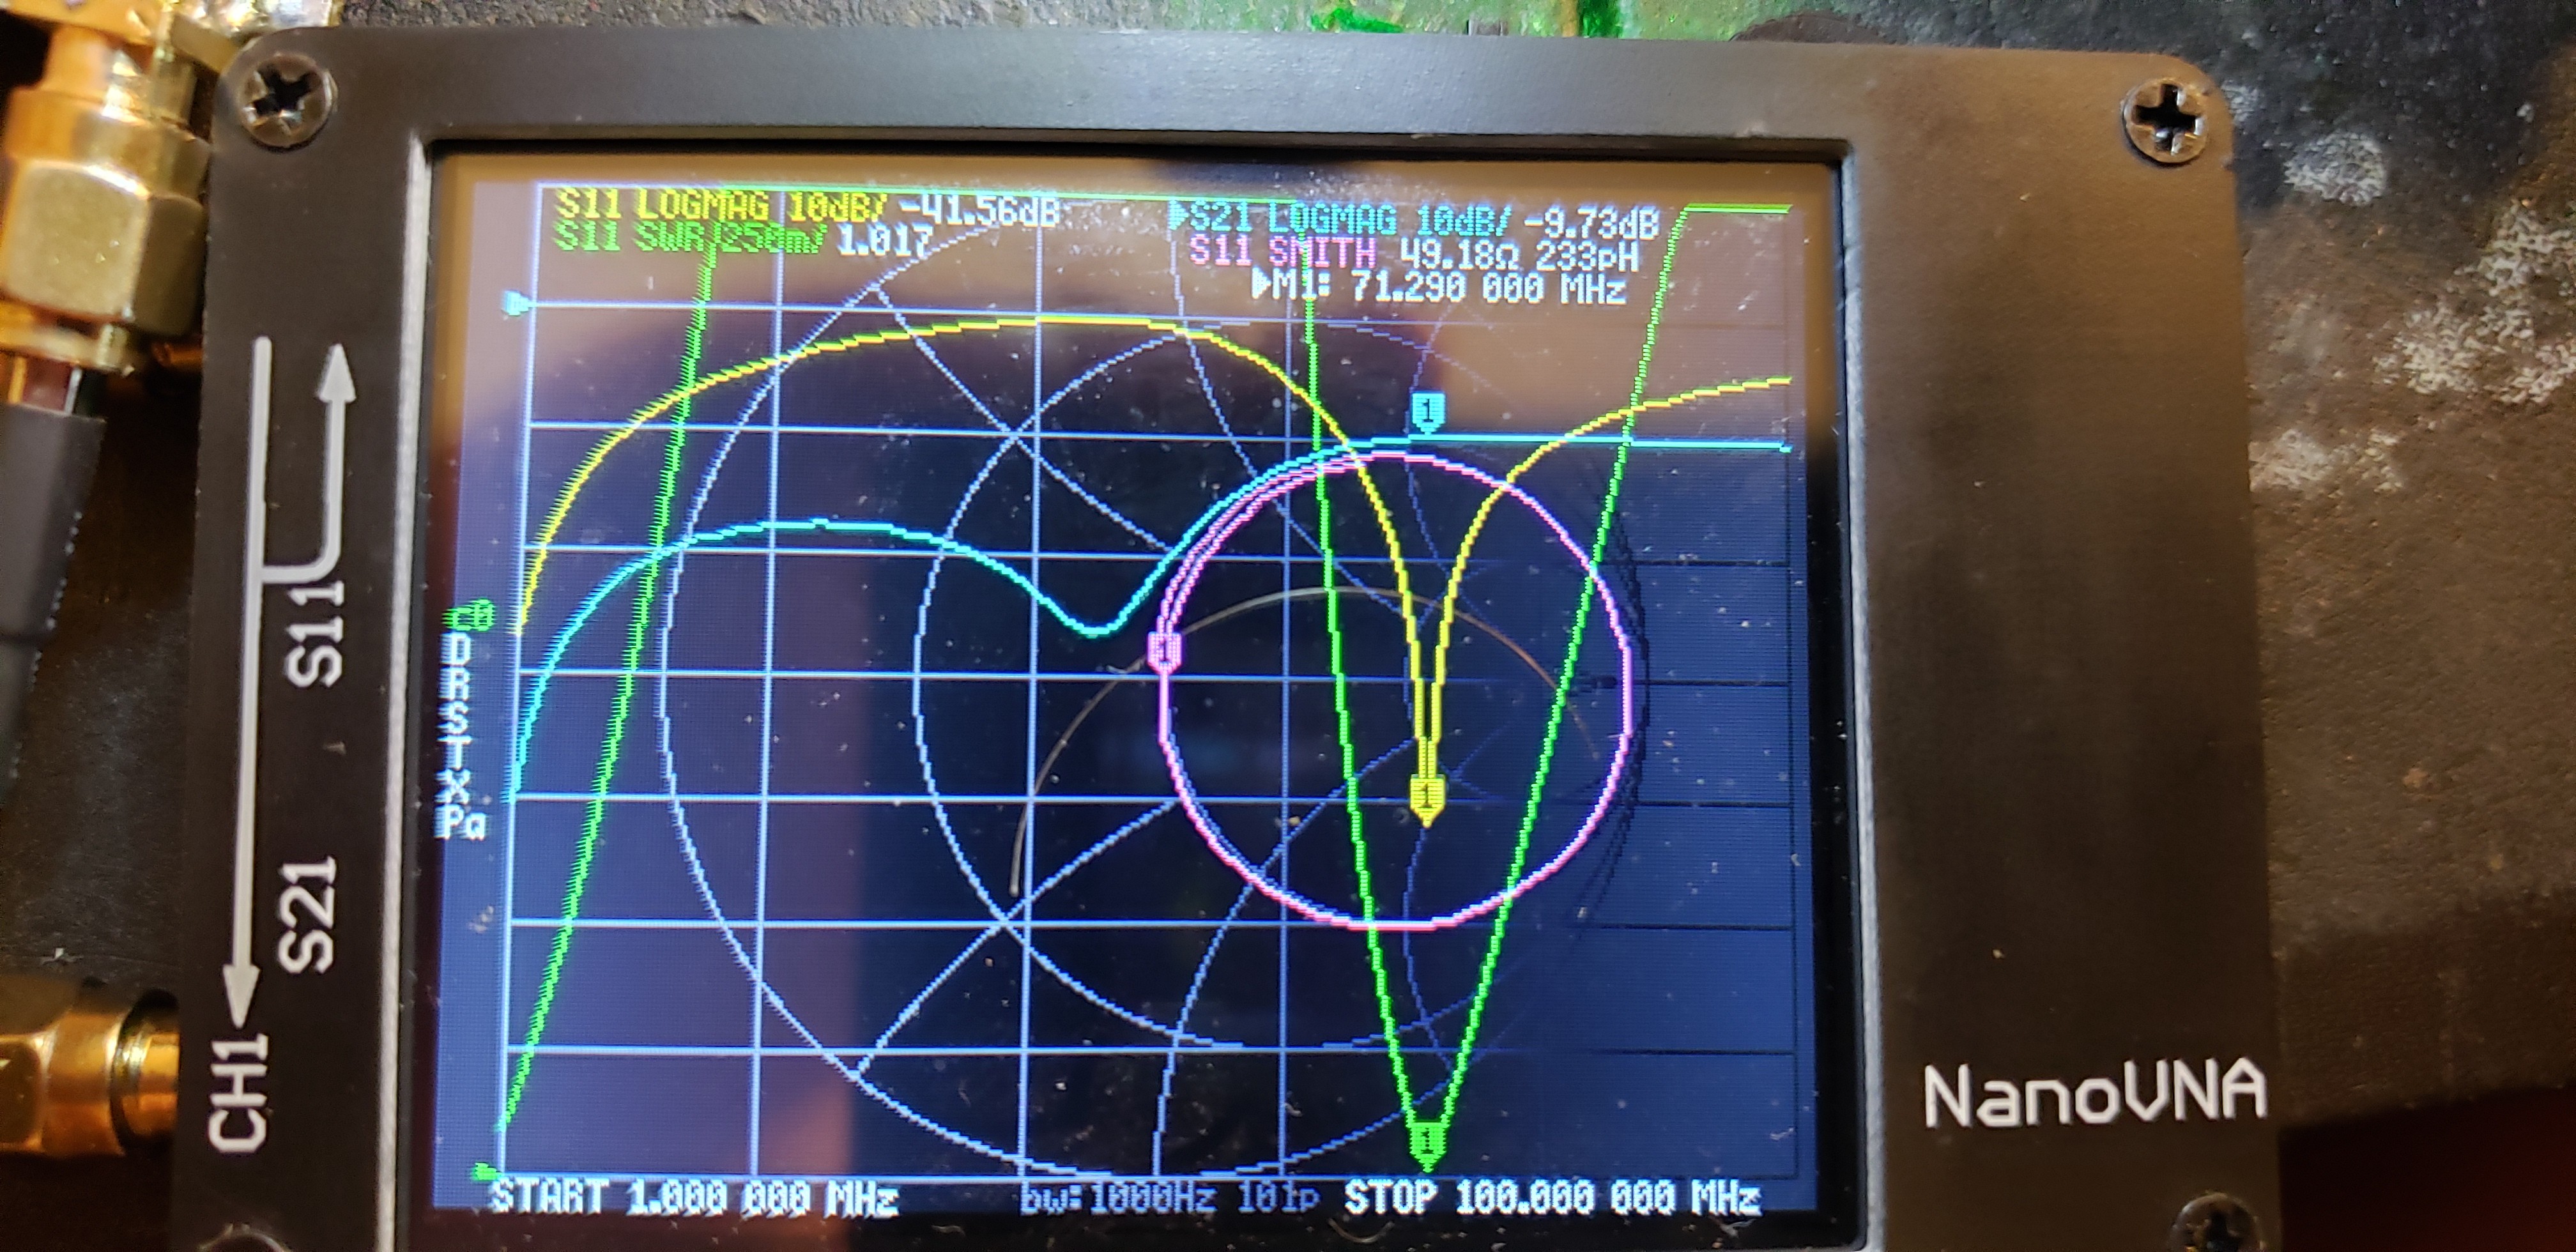 S11 LOGMAG 10dB/ -41.56dB
S11 SWR/250m/ 1.017
S21 LOGMAG 10dB/ -9.73dB
S11 SMITH 49.18Ω 233pH
M1: 71.290 000 MHz
1
1
1
1
c0
D
R
S
T
X
Pa
START 1.000 000 MHz bw:1000Hz 101p STOP 100.000 000 MHz
S11
S21
CH1
NanoVNA